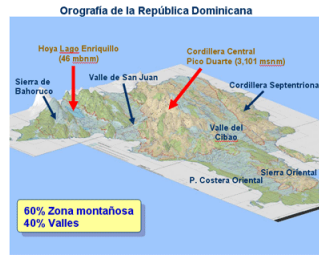 Orografía de la República Dominicana
Hoya Lago Enriquillo
(46 mbnm)
Cordillera Central
Pico Duarte (3,101 msnm)
Sierra de
Bahoruco
Valle de San Juan
Cordillera Septentriona
Valle del
Cibao
Sierra Oriental
P. Costera Oriental
60% Zona montañosa
40% Valles